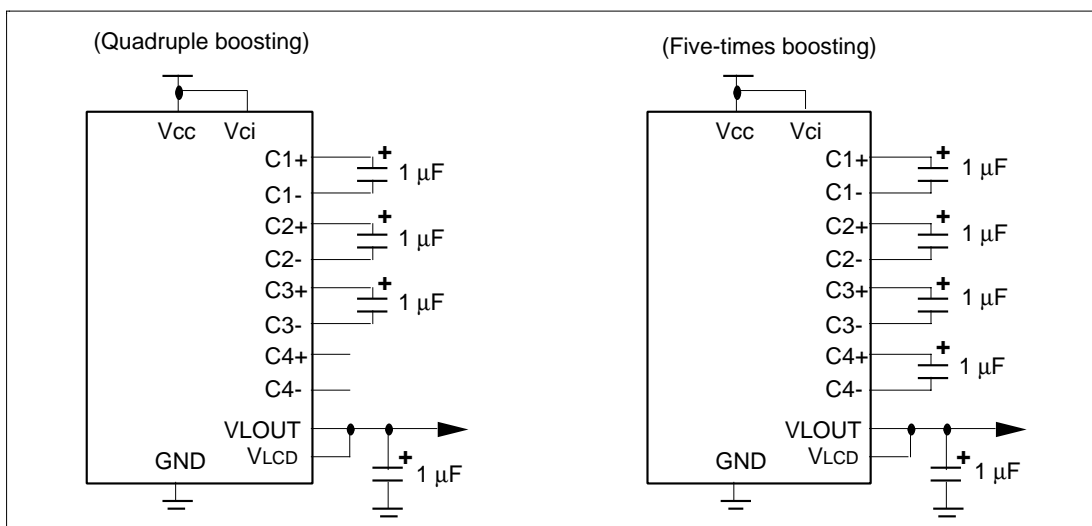 (Quadruple boosting)
Vcc Vci
C1+
+
1 μF
C1-
C2+
+
1 μF
C2-
C3+
+
1 μF
C3-
C4+
C4-
VLOUT
VLCD
GND
+
1 μF
(Five-times boosting)
Vcc Vci
C1+
+
1 μF
C1-
C2+
+
1 μF
C2-
C3+
+
1 μF
C3-
C4+
+
1 μF
C4-
VLOUT
VLCD
GND
+
1 μF